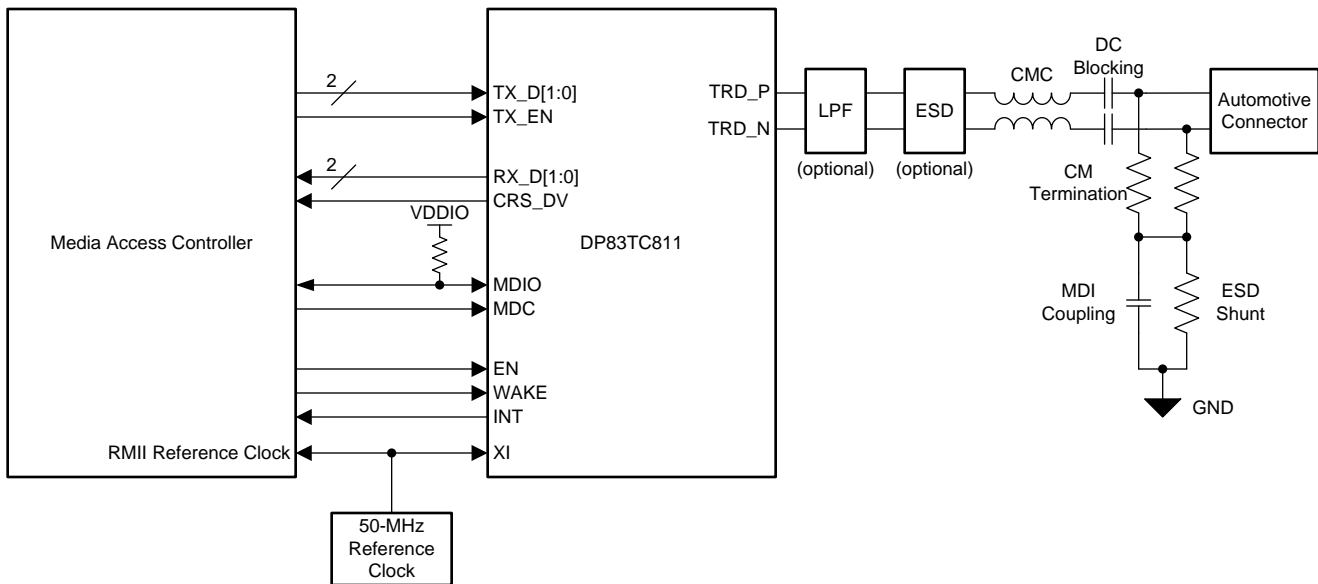 Media Access Controller
RMII Reference Clock
2
2
VDDIO
50-MHz
Reference
Clock
TX_D[1:0]
TX_EN
RX_D[1:0]
CRS_DV
MDIO
MDC
EN
WAKE
INT
XI
DP83TC811
TRD_P
TRD_N
LPF
(optional)
ESD
(optional)
CMC
DC
Blocking
Automotive
Connector
CM
Termination
MDI
Coupling
ESD
Shunt
GND